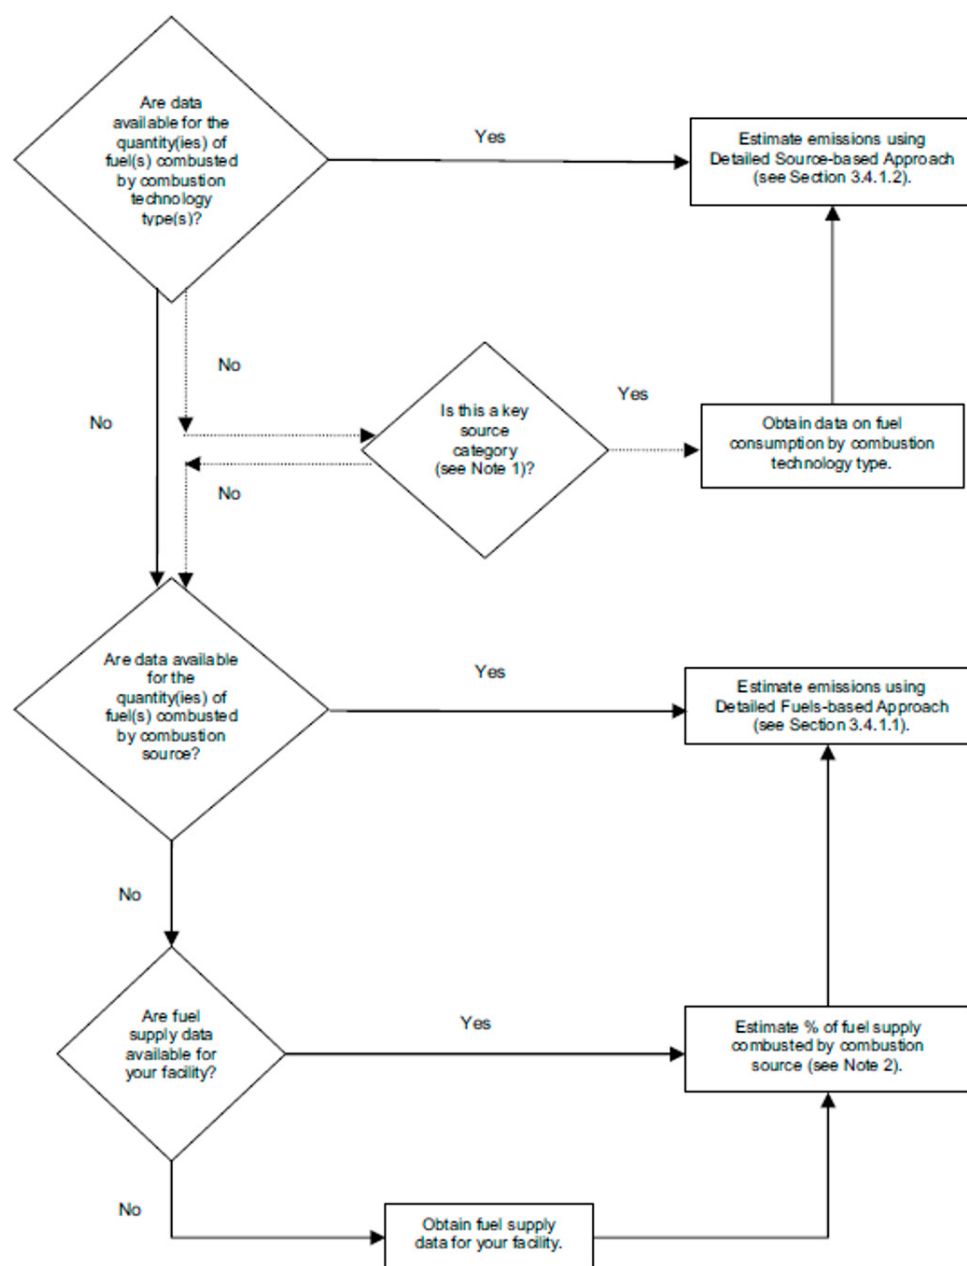 Are data
available for the
quantity(ies) of
fuel(s) combusted
by combustion
technology
type(s)?
Yes
Estimate emissions using
Detailed Source-based Approach
(see Section 3.4.1.2).
No
No
Is this a key
source
category
(see Note 1)?
Yes
Obtain data on fuel
consumption by combustion
technology type.
No
Are data available
for the
quantity(ies) of
fuel(s) combusted
by combustion
source?
Yes
Estimate emissions using
Detailed Fuels-based Approach
(see Section 3.4.1.1).
No
Are fuel
supply data
available for
your facility?
Yes
Estimate % of fuel supply
combusted by combustion
source (see Note 2).
No
Obtain fuel supply
data for your facility.